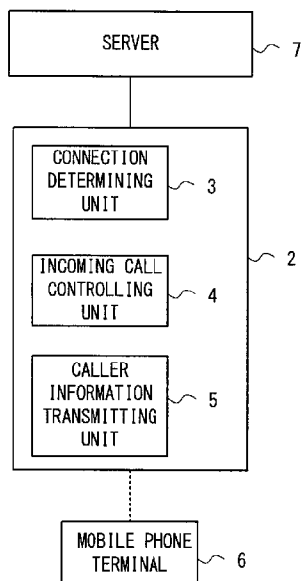 SERVER
7
CONNECTION
DETERMINING
UNIT
3
2
INCOMING CALL
CONTROLLING
UNIT
4
CALLER
INFORMATION
TRANSMITTING
UNIT
5
MOBILE PHONE
TERMINAL
6